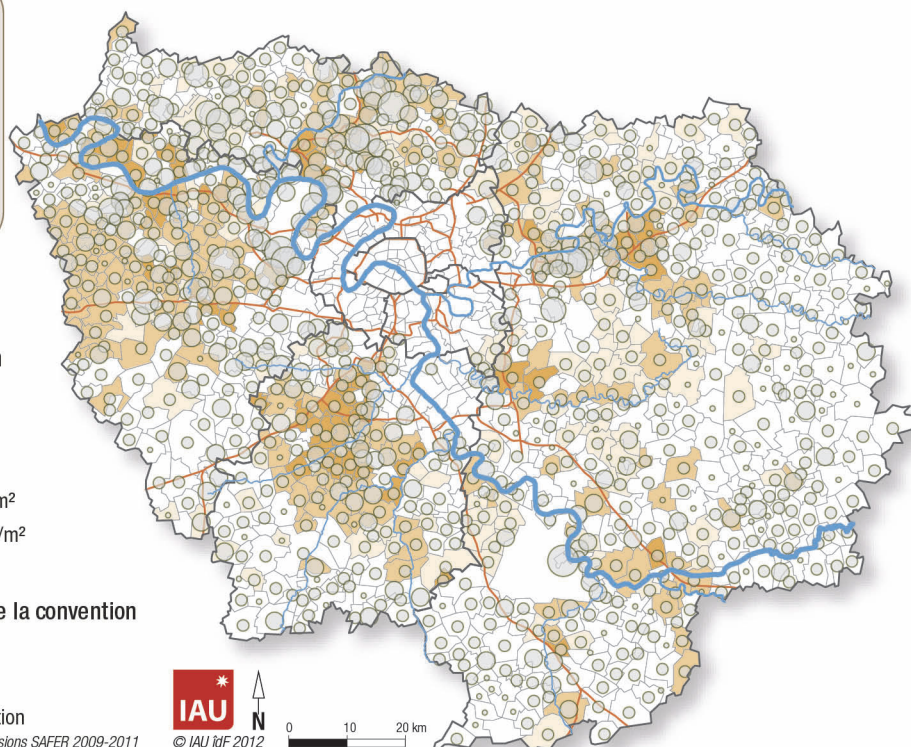 m²
/m²
e la convention
tion
sions SAFER 2009-2011
IAU
N
© IAU îdF 2012
0 10 20 km